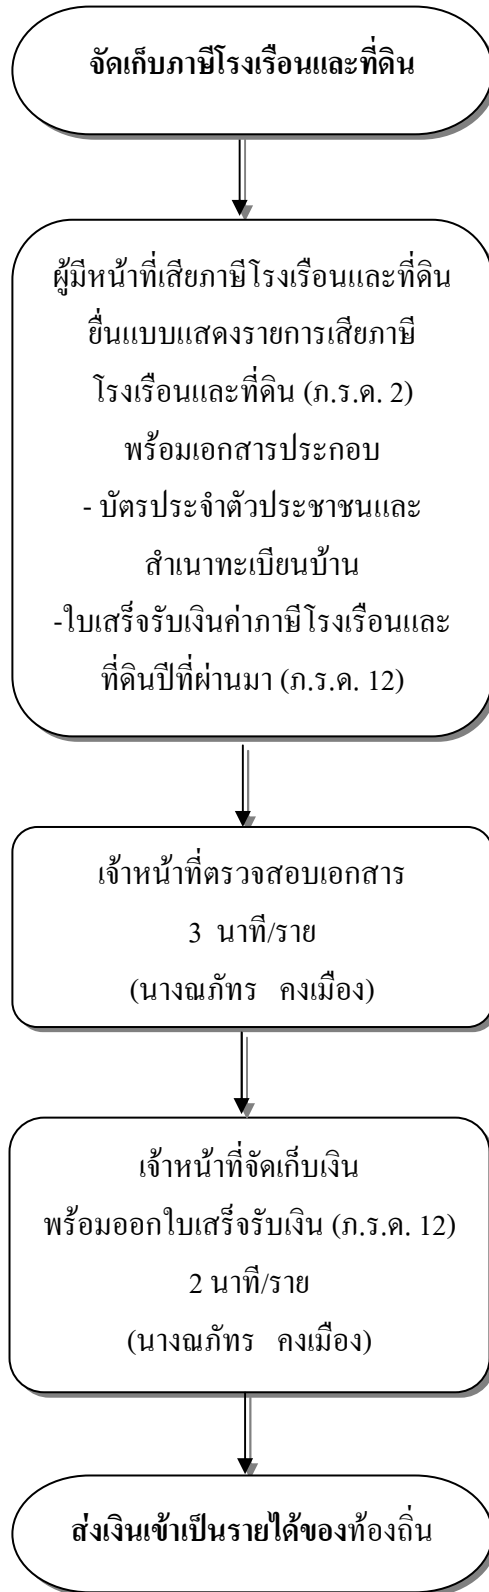 จัดเก็บภาษีโรงเรือนและที่ดิน
ผู้มีหน้าที่เสียภาษีโรงเรือนและที่ดิน
ยื่นแบบแสดงรายการเสียภาษี
โรงเรือนและที่ดิน (ภ.ร.ด. 2)
พร้อมเอกสารประกอบ
- บัตรประจำตัวประชาชนและ
สำเนาทะเบียนบ้าน
-ใบเสร็จรับเงินค่าภาษีโรงเรือนและ
ที่ดินปีที่ผ่านมา (ภ.ร.ด. 12)
เจ้าหน้าที่ตรวจสอบเอกสาร
3 นาที/ราย
(นางณภัทร คงเมือง)
เจ้าหน้าที่จัดเก็บเงิน
พร้อมออกใบเสร็จรับเงิน (ภ.ร.ด. 12)
2 นาที/ราย
(นางณภัทร คงเมือง)
ส่งเงินเข้าเป็นรายได้ของท้องถิ่น